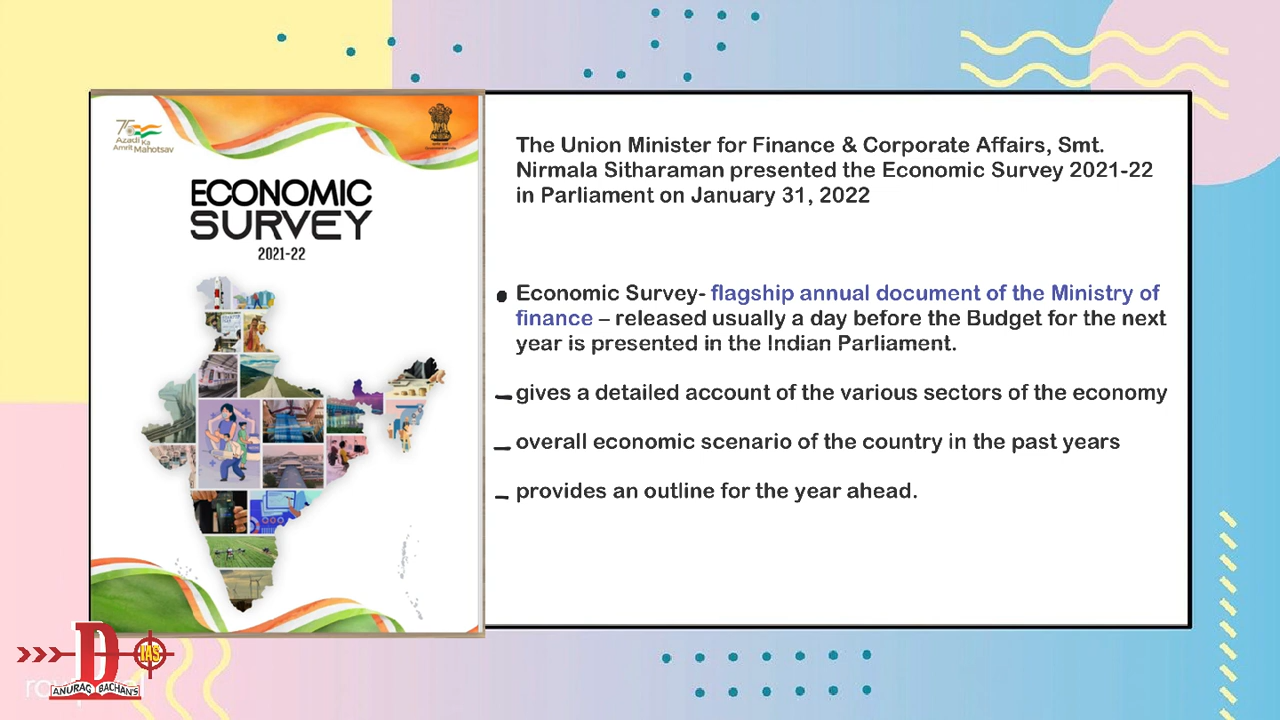 75
Azadi Ka
Amrit Mahotsav
ECONOMIC
SURVEY
2021-22
The Union Minister for Finance & Corporate Affairs, Smt.
Nirmala Sitharaman presented the Economic Survey 2021-22
in Parliament on January 31, 2022
• Economic Survey- flagship annual document of the Ministry of
finance – released usually a day before the Budget for the next
year is presented in the Indian Parliament.
– gives a detailed account of the various sectors of the economy
– overall economic scenario of the country in the past years
– provides an outline for the year ahead.
D IAS
ANURAG BACHAN'S